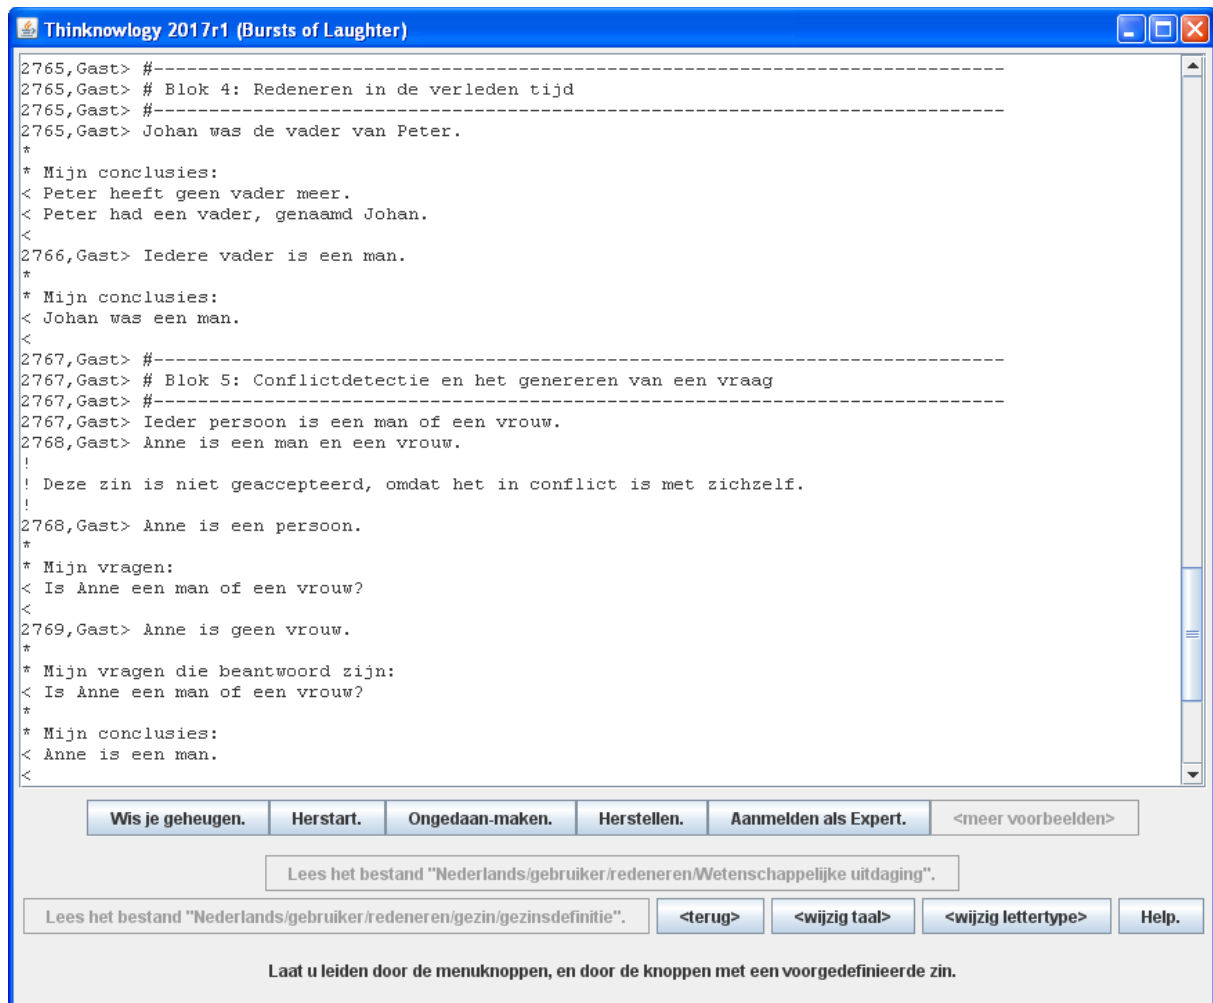 Thinknowlogy 2017r1 (Bursts of Laughter)
2765,Gast> #-----------------------------------------------------------------------------
2765,Gast> # Blok 4: Redeneren in de verleden tijd
2765,Gast> #-----------------------------------------------------------------------------
2765,Gast> Johan was de vader van Peter.
*
* Mijn conclusies:
< Peter heeft geen vader meer.
< Peter had een vader, genaamd Johan.
<
2766,Gast> Iedere vader is een man.
*
* Mijn conclusies:
< Johan was een man.
<
2767,Gast> #-----------------------------------------------------------------------------
2767,Gast> # Blok 5: Conflictdetectie en het genereren van een vraag
2767,Gast> #-----------------------------------------------------------------------------
2767,Gast> Ieder persoon is een man of een vrouw.
2768,Gast> Anne is een man en een vrouw.
!
! Deze zin is niet geaccepteerd, omdat het in conflict is met zichzelf.
!
2768,Gast> Anne is een persoon.
*
* Mijn vragen:
< Is Anne een man of een vrouw?
<
2769,Gast> Anne is geen vrouw.
*
* Mijn vragen die beantwoord zijn:
< Is Anne een man of een vrouw?
*
* Mijn conclusies:
< Anne is een man.
<
Wis je geheugen. Herstart. Ongedaan-maken. Herstellen. Aanmelden als Expert. <meer voorbeelden>
Lees het bestand "Nederlands/gebruiker/redeneren/Wetenschappelijke uitdaging".
Lees het bestand "Nederlands/gebruiker/redeneren/gezin/gezinsdefinitie". <terug> <wijzig taal> <wijzig lettertype> Help.
Laat u leiden door de menuknoppen, en door de knoppen met een voorgedefinieerde zin.